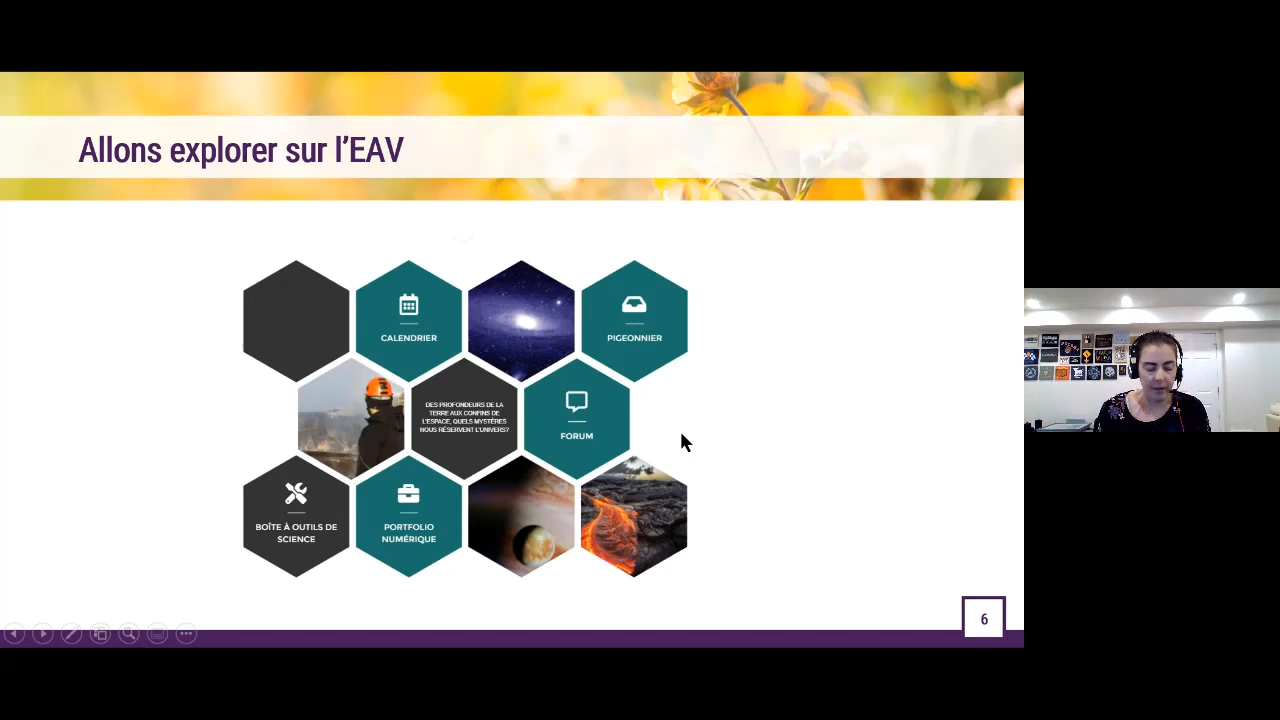 Allons explorer sur l'EAV
CALENDRIER
PIGEONNIER
DES PROFONDEURS DE LA
TERRE AUX CONFINS DE
L'ESPACE, QUELS MYSTÈRES
NOUS RÉSERVENT L'UNIVERS?
FORUM
BOÎTE À OUTILS DE
SCIENCE
PORTFOLIO
NUMÉRIQUE
6